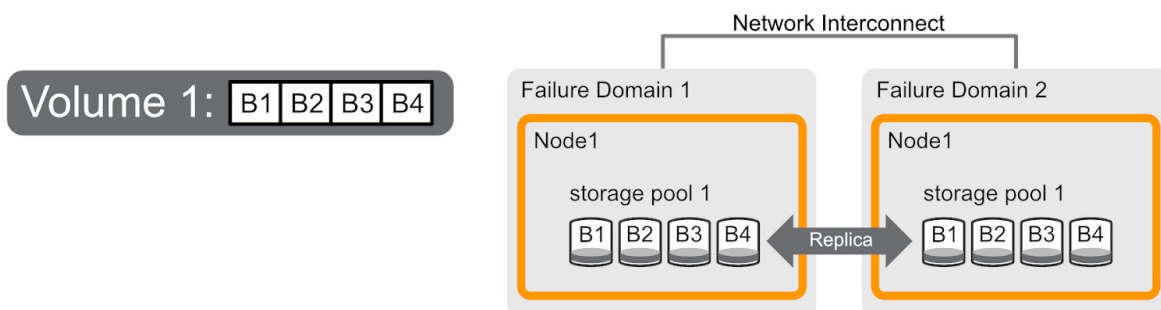 Volume 1: B1 B2 B3 B4
Network Interconnect
Failure Domain 1
Node1
storage pool 1
B1 B2 B3 B4
Replica
Failure Domain 2
Node1
storage pool 1
B1 B2 B3 B4